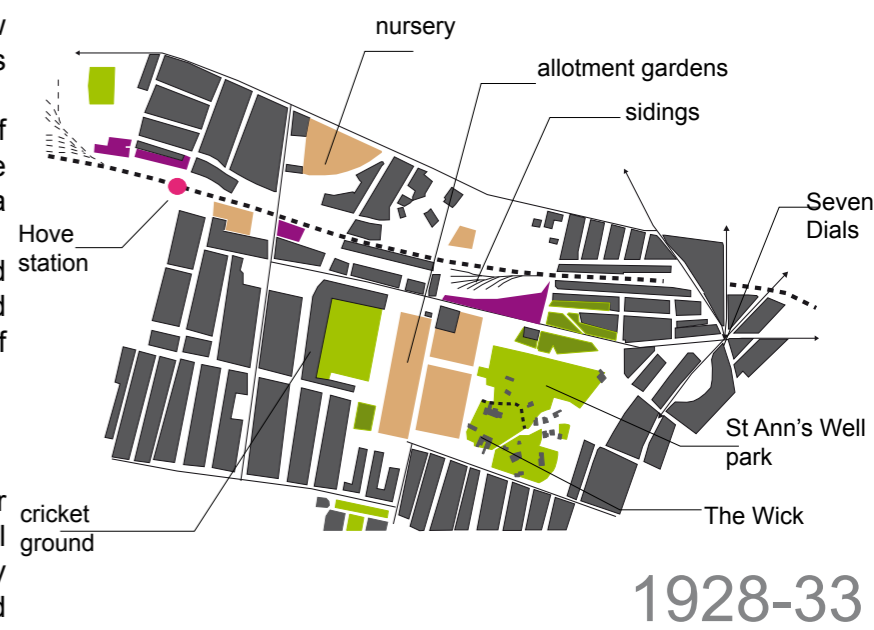 w
s
f
e
a
d
d
f
r
l
y
d
nursery
allotment gardens
sidings
Seven
Dials
Hove
station
St Ann's Well
park
The Wick
cricket
ground
1928-33